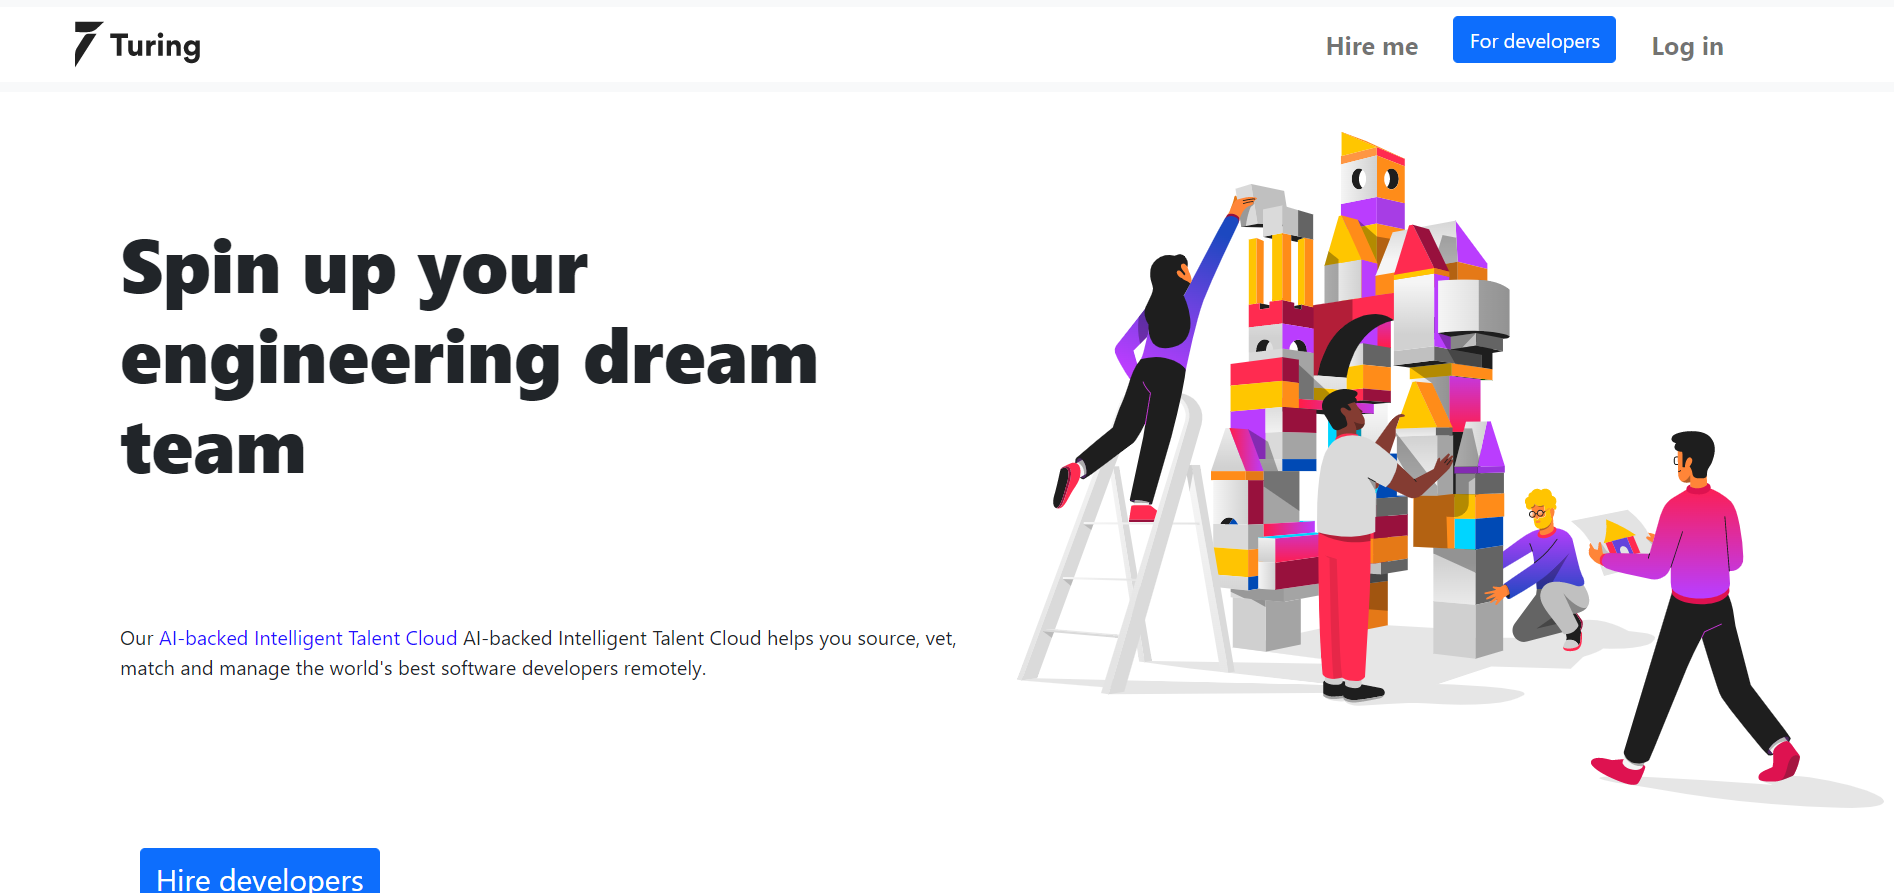 Turing
Hire me
For developers
Log in
Spin up your
engineering dream
team
Our AI-backed Intelligent Talent Cloud AI-backed Intelligent Talent Cloud helps you source, vet,
match and manage the world's best software developers remotely.
Hire developers